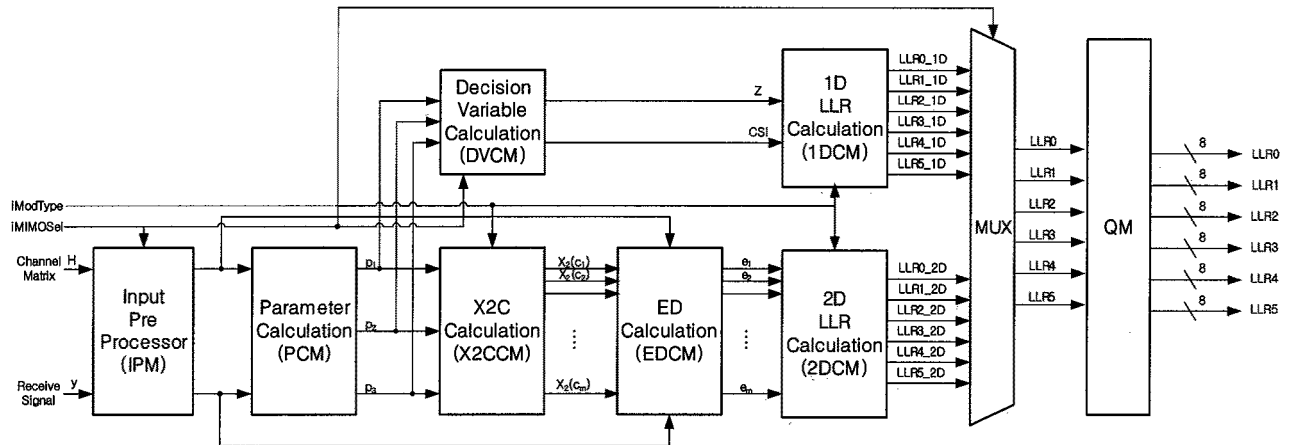 Decision
Variable
Calculation
(DVCM)
Z
CSI
1D
LLR
Calculation
(1DCM)
LLR0_1D
LLR1_1D
LLR2_1D
LLR3_1D
LLR4_1D
LLR5_1D
MUX
LLR0
LLR1
LLR2
LLR3
LLR4
LLR5
QM
8
LLR0
8
LLR1
8
LLR2
8
LLR3
8
LLR4
8
LLR5
iModType
iMIMOSel
Channel
Matrix
H
Receive
Signal
y
Input
Pre
Processor
(IPM)
Parameter
Calculation
(PCM)
p1
p2
p3
X2C
Calculation
(X2CCM)
X2(c1)
X2(c2)
X2(cm)
ED
Calculation
(EDCM)
e1
e2
em
2D
LLR
Calculation
(2DCM)
LLR0_2D
LLR1_2D
LLR2_2D
LLR3_2D
LLR4_2D
LLR5_2D